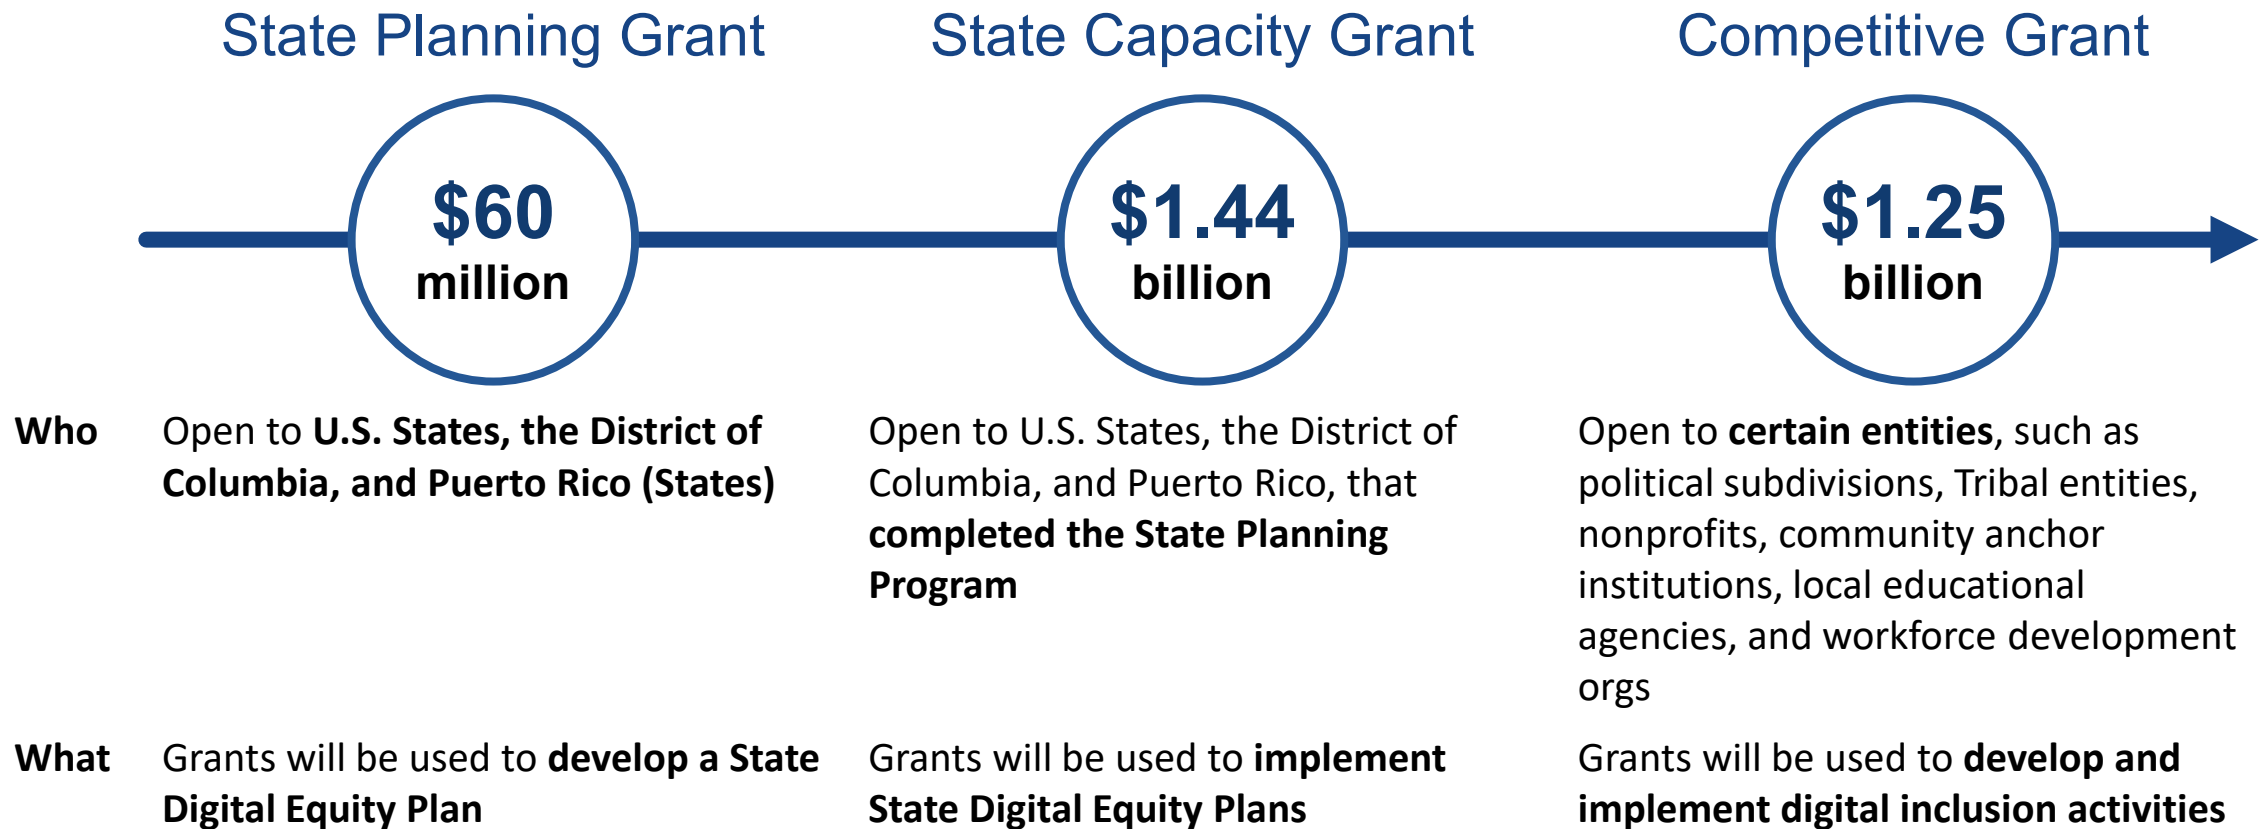 State Planning Grant
State Capacity Grant
Competitive Grant
$60
million
$1.44
billion
$1.25
billion
Who
Open to U.S. States, the District of
Columbia, and Puerto Rico (States)
Open to U.S. States, the District of
Columbia, and Puerto Rico, that
completed the State Planning
Program
Open to certain entities, such as
political subdivisions, Tribal entities,
nonprofits, community anchor
institutions, local educational
agencies, and workforce development
orgs
What
Grants will be used to develop a State
Digital Equity Plan
Grants will be used to implement
State Digital Equity Plans
Grants will be used to develop and
implement digital inclusion activities